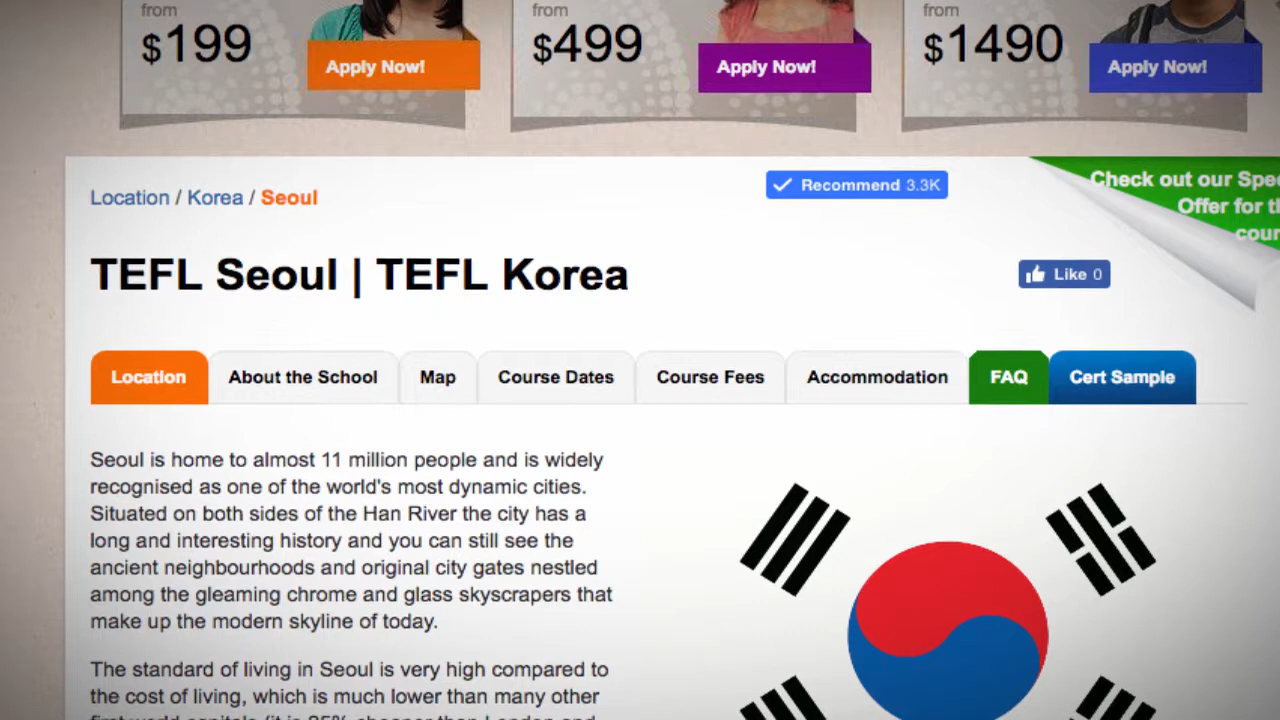 from
$199
Apply Now!
from
$499
Apply Now!
from
$1490
Apply Now!
Location / Korea / Seoul
Recommend 3.3K
Check out our
Offer for
TEFL Seoul | TEFL Korea
Like 0
Location
About the School
Map
Course Dates
Course Fees
Accommodation
FAQ
Cert Sample
Seoul is home to almost 11 million people and is widely
recognised as one of the world's most dynamic cities.
Situated on both sides of the Han River the city has a
long and interesting history and you can still see the
ancient neighbourhoods and original city gates nestled
among the gleaming chrome and glass skyscrapers that
make up the modern skyline of today.
The standard of living in Seoul is very high compared to
the cost of living, which is much lower than many other